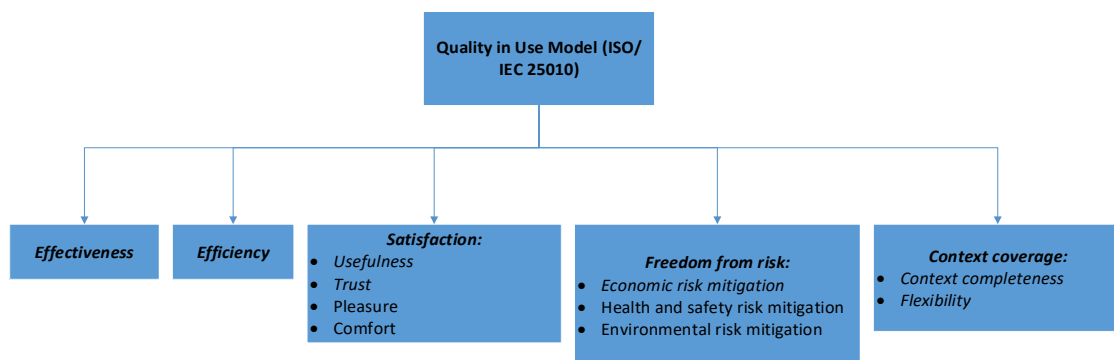 Quality in Use Model (ISO/
IEC 25010)
Effectiveness
Efficiency
Satisfaction:
• Usefulness
• Trust
• Pleasure
• Comfort
Freedom from risk:
• Economic risk mitigation
• Health and safety risk mitigation
• Environmental risk mitigation
Context coverage:
• Context completeness
• Flexibility